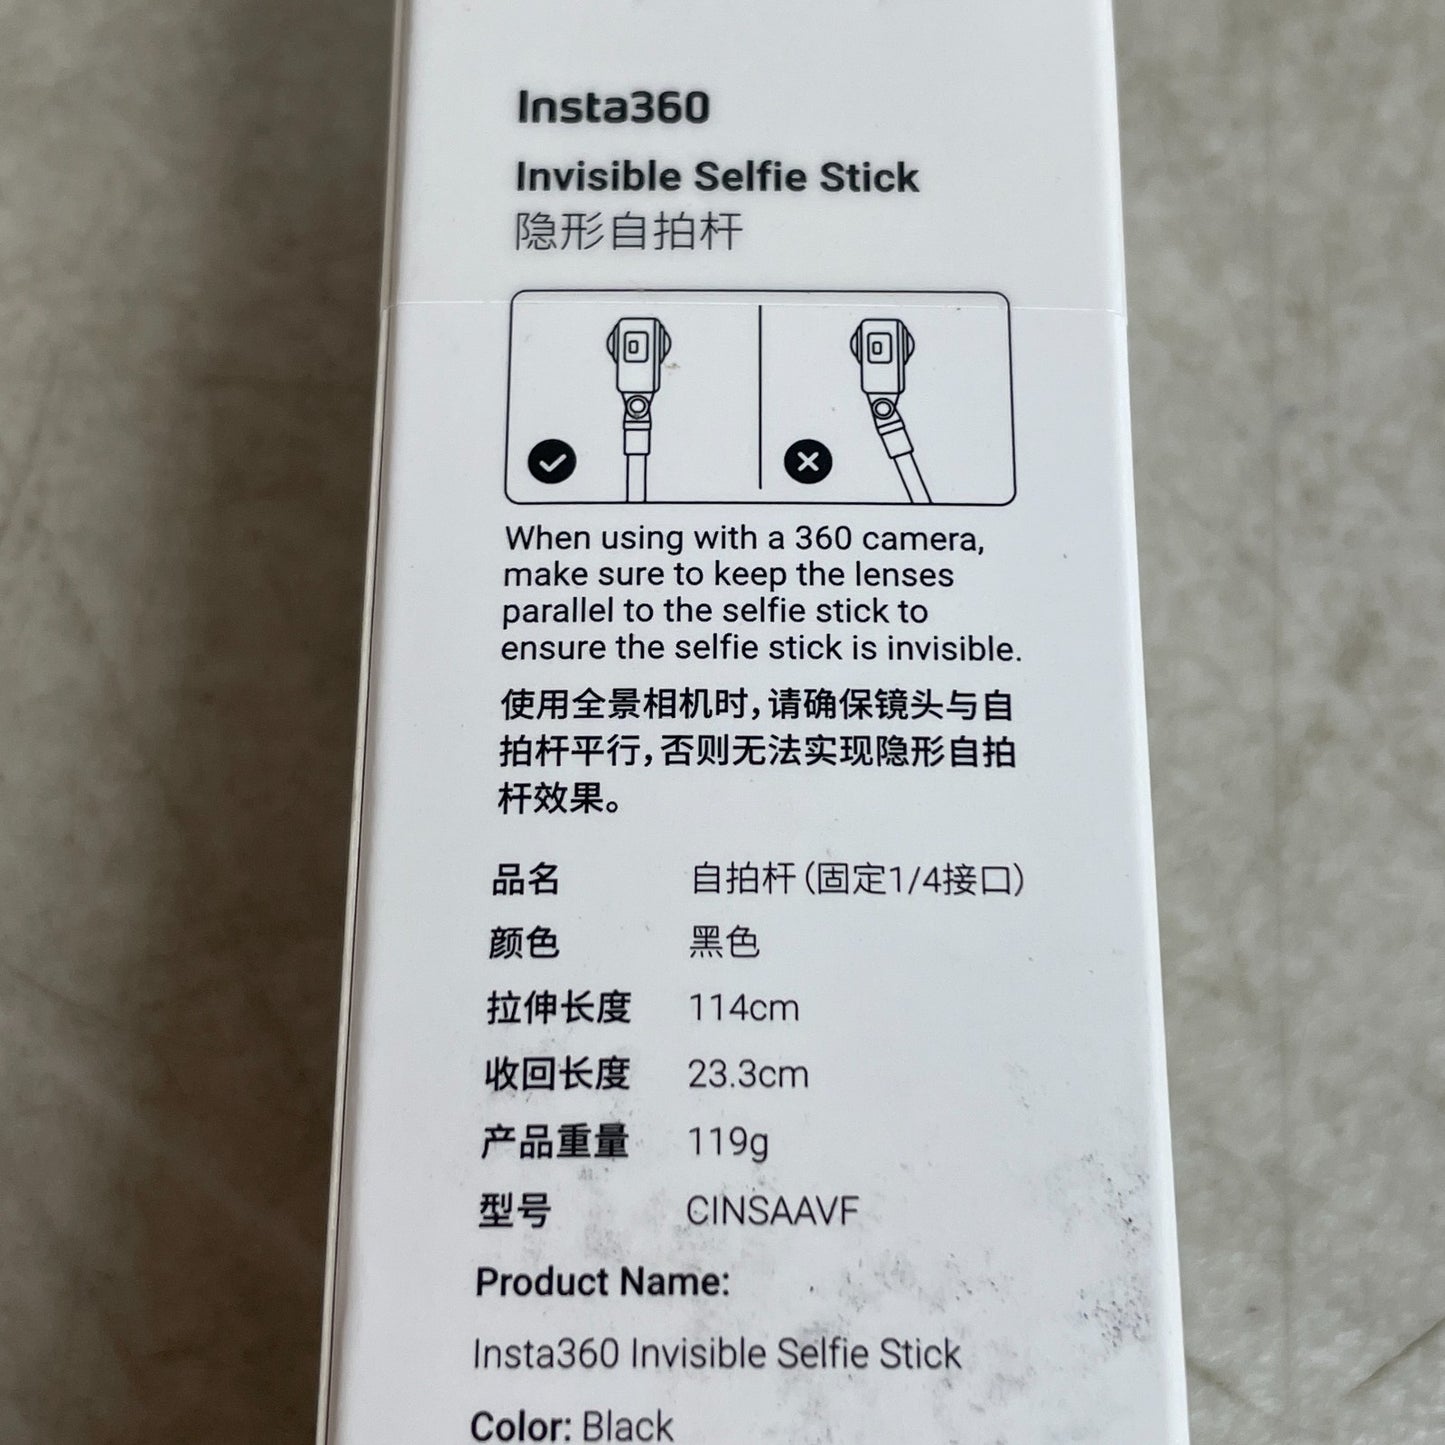 Insta360
Invisible Selfie Stick
隐形自拍杆
When using with a 360 camera,
make sure to keep the lenses
parallel to the selfie stick to
ensure the selfie stick is invisible.
使用全景相机时，请确保镜头与自
拍杆平行，否则无法实现隐形自拍
杆效果。
品名 自拍杆（固定1/4接口）
颜色 黑色
拉伸长度 114cm
收回长度 23.3cm
产品重量 119g
型号 CINSAAVF
Product Name:
Insta360 Invisible Selfie Stick
Color: Black